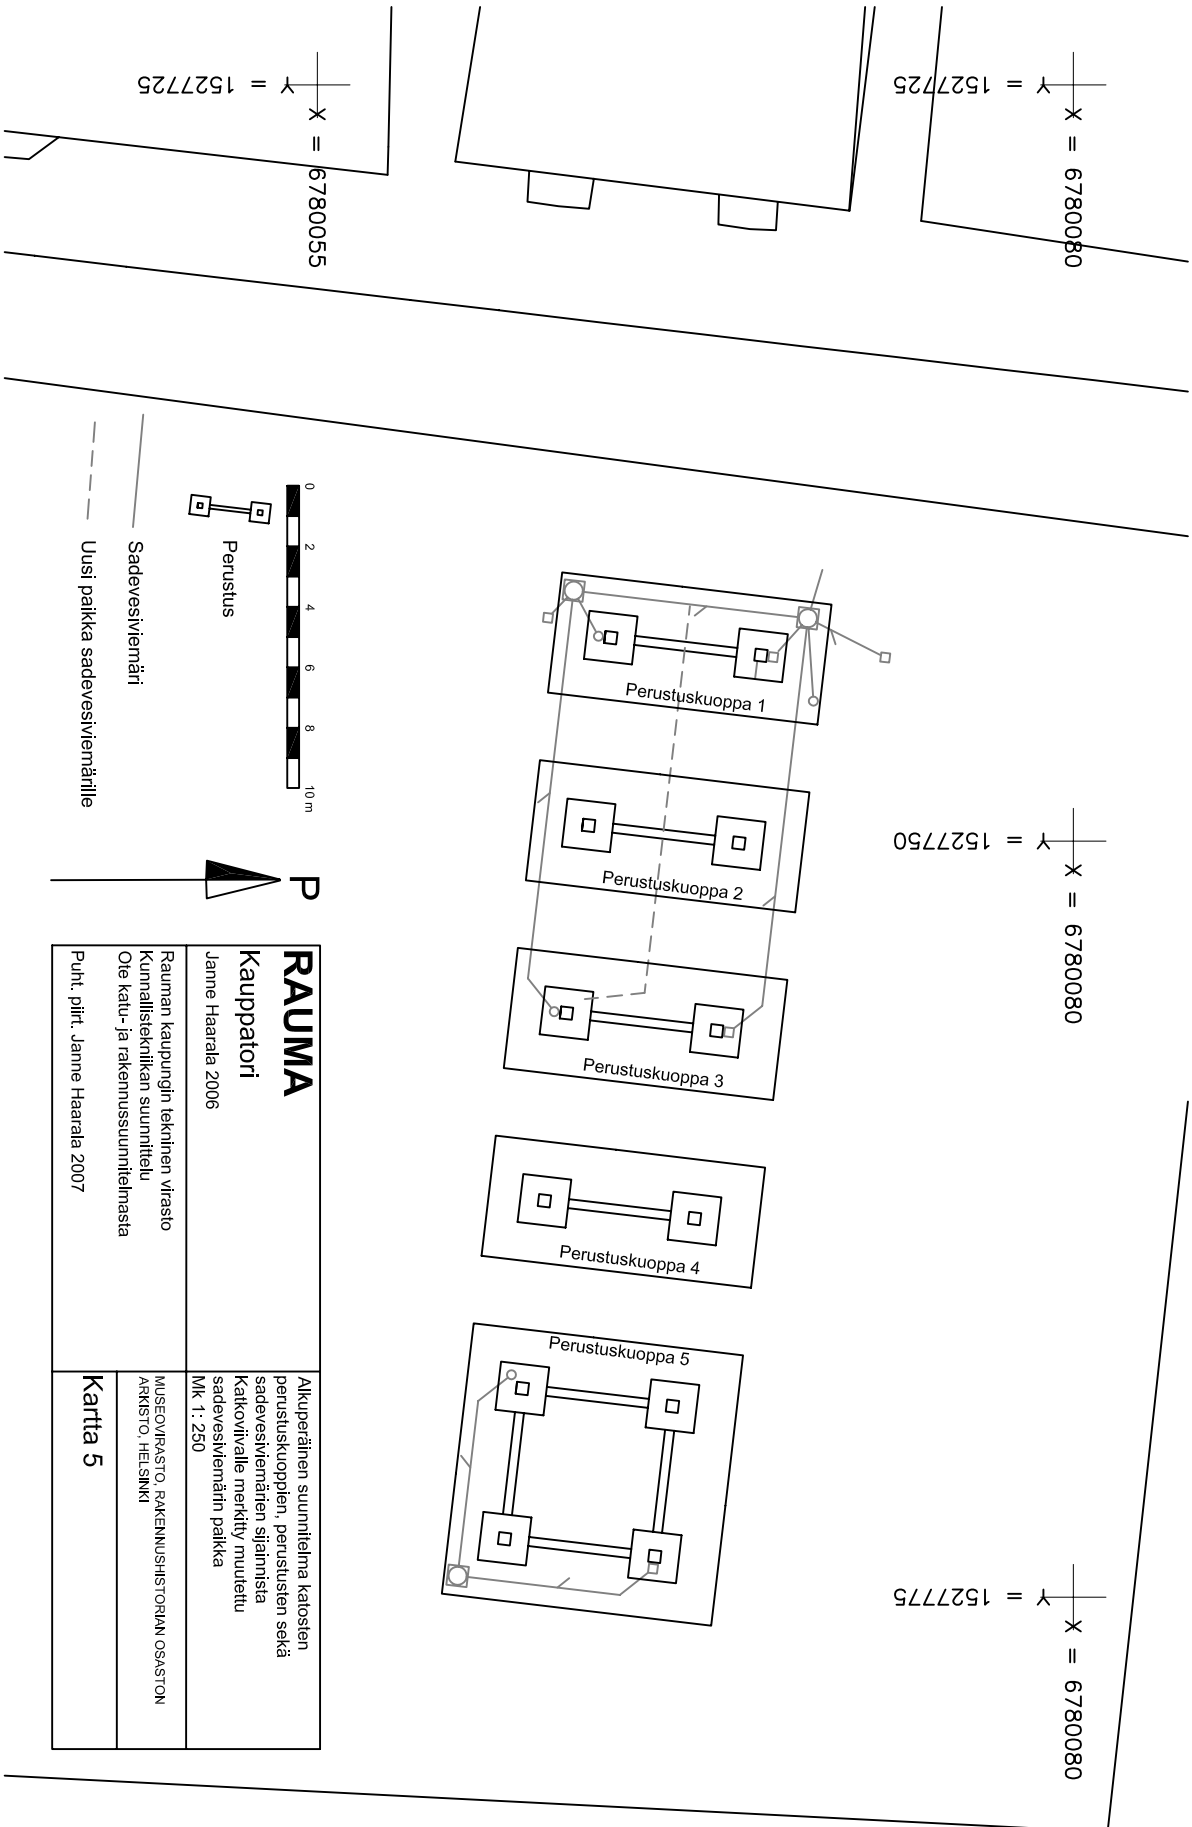 Y = 1527725
X = 6780055
Y = 1527725
X = 6780080
Y = 1527750
X = 6780080
Y = 1527775
X = 6780080
Perustuskuoppa 1
Perustuskuoppa 2
Perustuskuoppa 3
Perustuskuoppa 4
Perustuskuoppa 5
0 2 4 6 8 10 m
Perustus
Sadevesiviemäri
Uusi paikka sadevesiviemärille
P
RAUMA
Kauppatori
Janne Haarala 2006
Rauman kaupungin tekninen virasto
Kunnallistekniikan suunnittelu
Ote katu- ja rakennussuunnitelmasta
Puht. piirt. Janne Haarala 2007
Alkuperäinen suunnitelma katosten
perustuskuoppien, perustusten sekä
sadevesiviemärien sijainnista
Katkoviivalle merkitty muutettu
sadevesiviemärin paikka
Mk 1: 250
MUSEOVIRASTO, RAKENNUSHISTORIAN OSASTON
ARKISTO, HELSINKI
Kartta 5